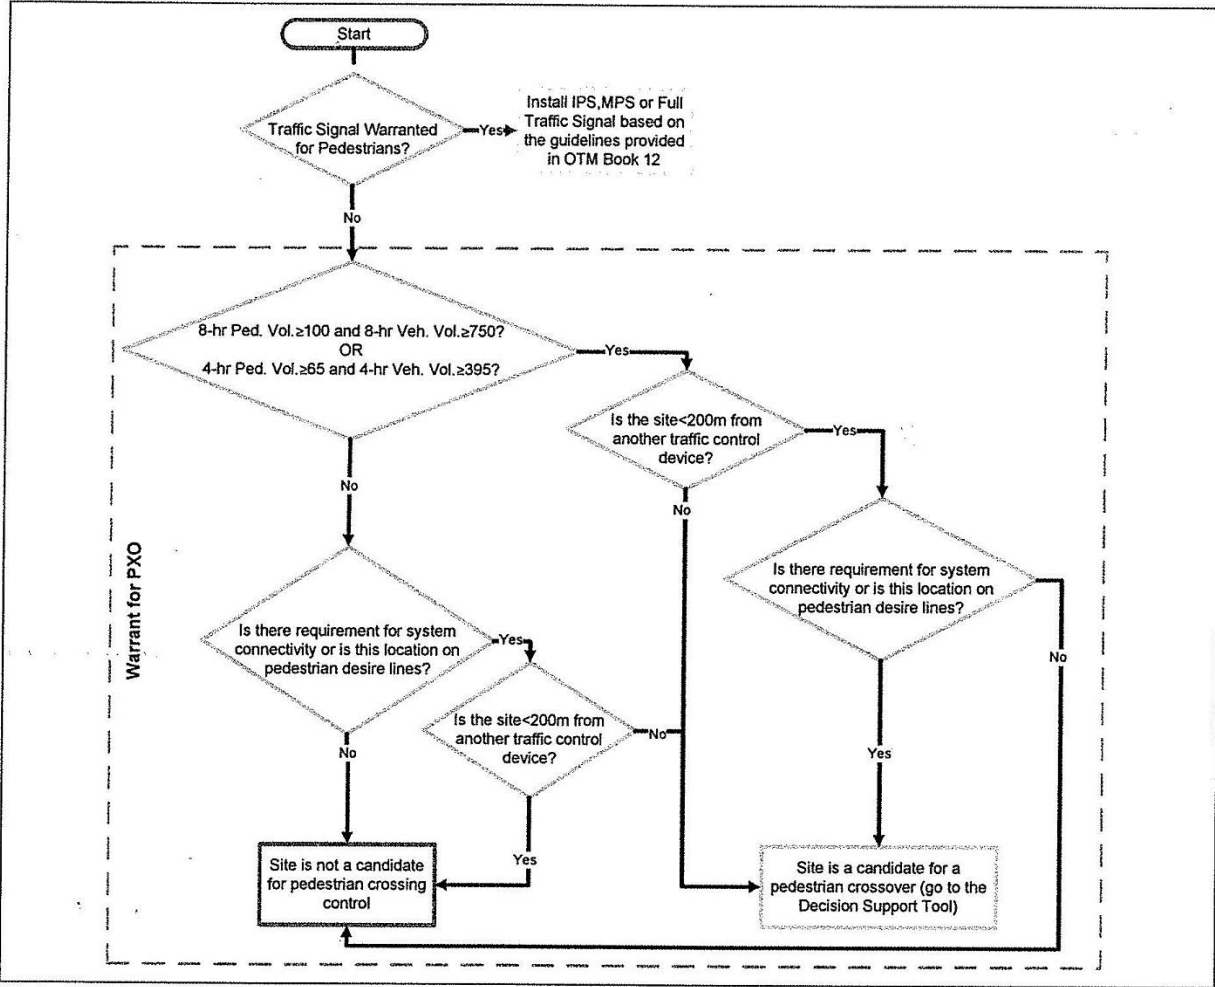 Start
Traffic Signal Warranted
for Pedestrians?
Yes
Install IPS,MPS or Full
Traffic Signal based on
the guidelines provided
in OTM Book 12
No
8-hr Ped. Vol.≥100 and 8-hr Veh. Vol.≥750?
OR
4-hr Ped. Vol.≥65 and 4-hr Veh. Vol.≥395?
Yes
Is the site<200m from
another traffic control
device?
Yes
No
No
Is there requirement for system
connectivity or is this location on
pedestrian desire lines?
No
Yes
Warrant for PXO
Is there requirement for system
connectivity or is this location on
pedestrian desire lines?
Yes
No
Is the site<200m from
another traffic control
device?
No
Yes
Site is not a candidate
for pedestrian crossing
control
Site is a candidate for a
pedestrian crossover (go to the
Decision Support Tool)